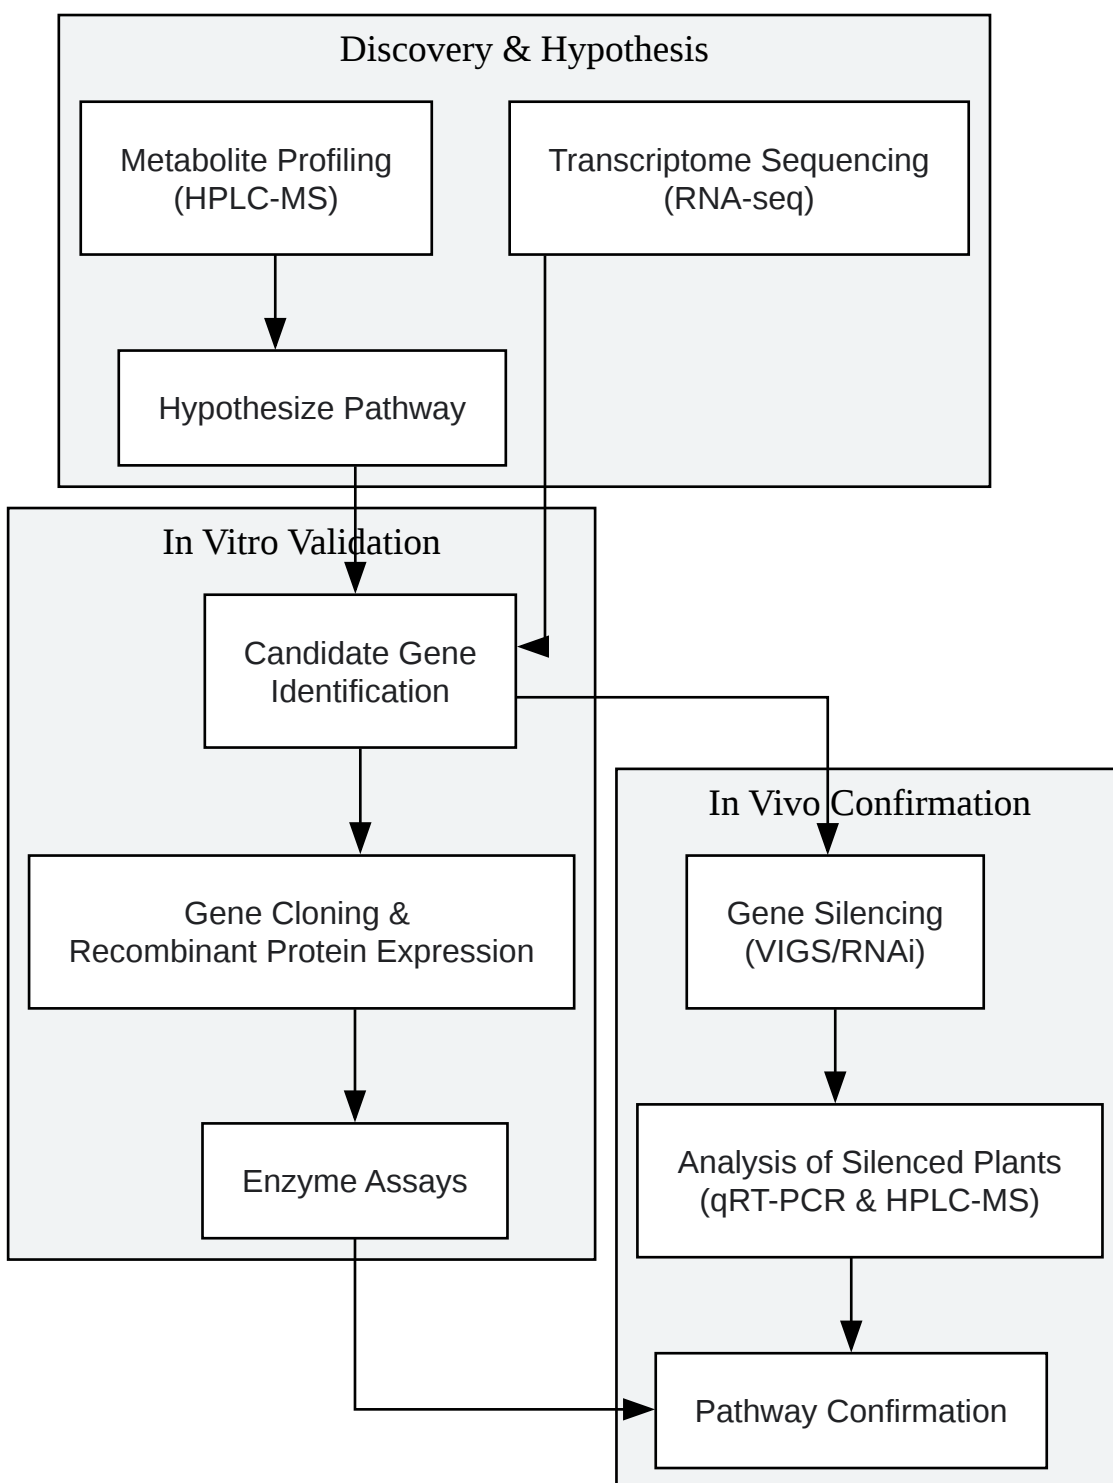 Discovery & Hypothesis
Metabolite Profiling
(HPLC-MS)
Transcriptome Sequencing
(RNA-seq)
Hypothesize Pathway
In Vitro Validation
Candidate Gene
Identification
In Vivo Confirmation
Gene Cloning &
Recombinant Protein Expression
Gene Silencing
(VIGS/RNAi)
Enzyme Assays
Analysis of Silenced Plants
(qRT-PCR & HPLC-MS)
Pathway Confirmation